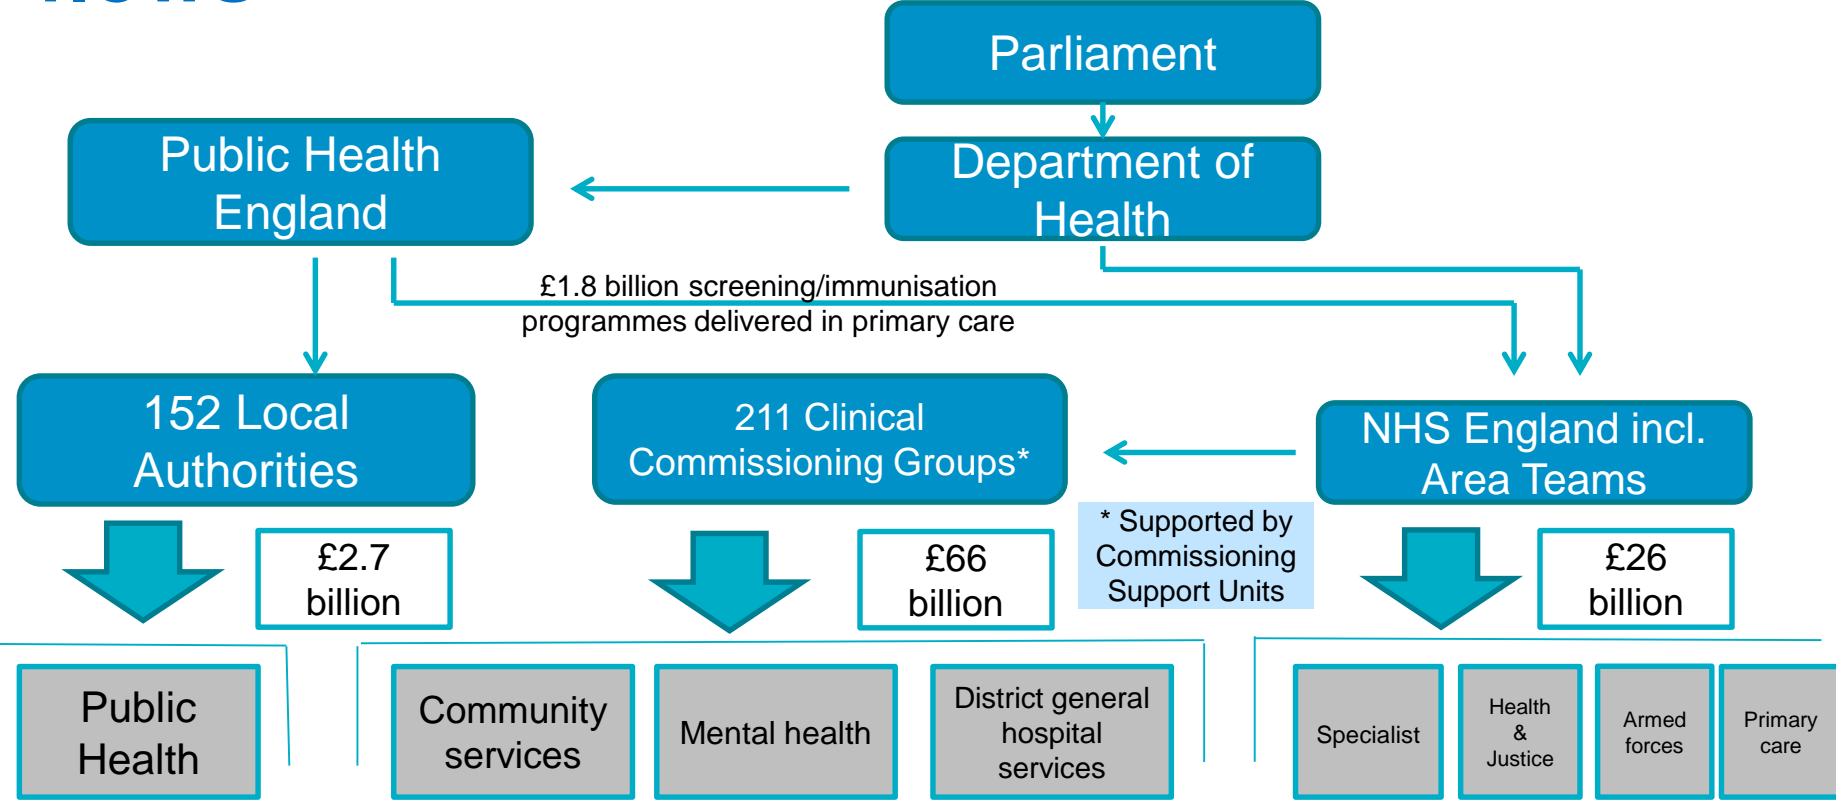 Parliament
Public Health
England
Department of
Health
£1.8 billion screening/immunisation
programmes delivered in primary care
152 Local
Authorities
211 Clinical
Commissioning Groups*
NHS England incl.
Area Teams
£2.7
billion
£66
billion
* Supported by
Commissioning
Support Units
£26
billion
Public
Health
Community
services
Mental health
District general
hospital
services
Specialist
Health
&
Justice
Armed
forces
Primary
care